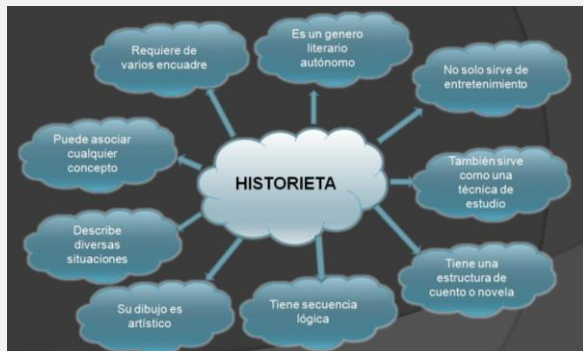 Requiere de
varios encuadre
Es un genero
literario
autónomo
No solo sirve de
entretenimiento
Puede asociar
cualquier
concepto
HISTORIETA
También sirve
como una
técnica de
estudio
Describe
diversas
situaciones
Tiene una
estructura de
cuento o novela
Su dibujo es
artístico
Tiene secuencia
lógica